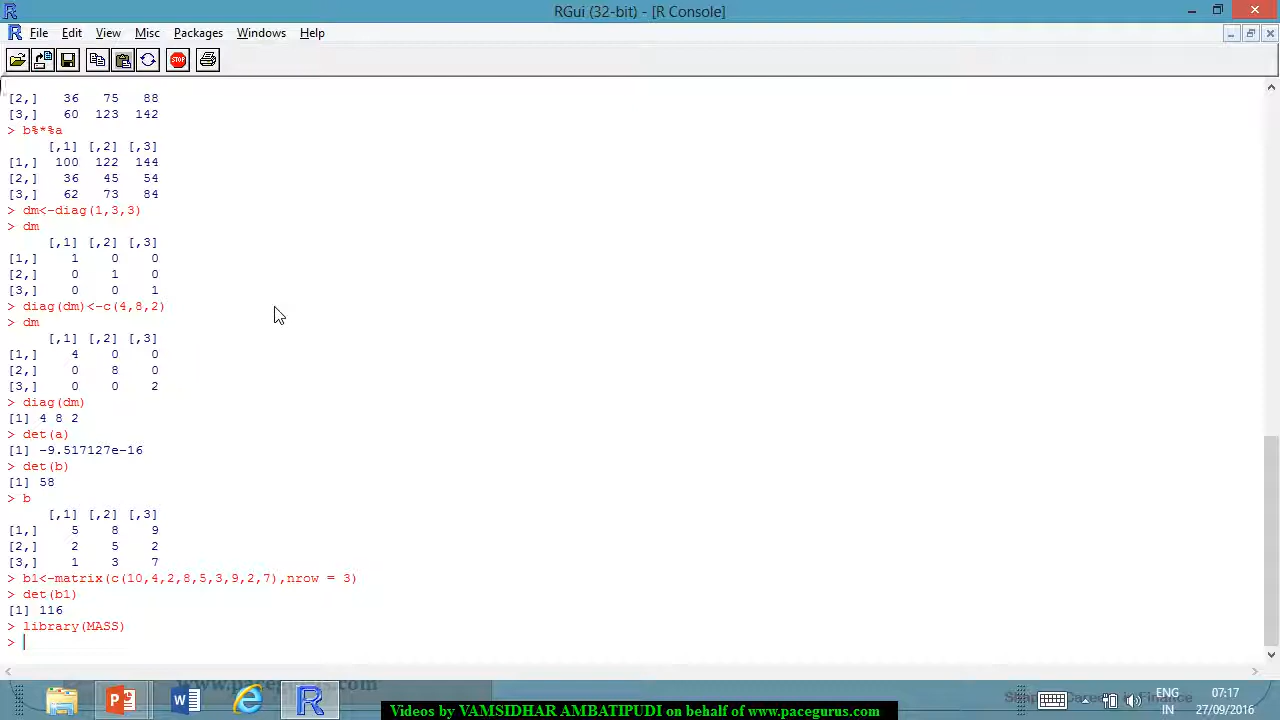 RGui (32-bit) - [R Console]
File Edit View Misc Packages Windows Help
STOP
[2,] 36 75 88
[3,] 60 123 142
> b%*%a
[,1] [,2] [,3]
[1,] 100 122 144
[2,] 36 45 54
[3,] 62 73 84
> dm<-diag(1,3,3)
> dm
[,1] [,2] [,3]
[1,] 1 0 0
[2,] 0 1 0
[3,] 0 0 1
> diag(dm)<-c(4,8,2)
> dm
[,1] [,2] [,3]
[1,] 4 0 0
[2,] 0 8 0
[3,] 0 0 2
> diag(dm)
[1] 4 8 2
> det(a)
[1] -9.517127e-16
> det(b)
[1] 58
> b
[,1] [,2] [,3]
[1,] 5 8 9
[2,] 2 5 2
[3,] 1 3 7
> b1<-matrix(c(10,4,2,8,5,3,9,2,7),nrow = 3)
> det(b1)
[1] 116
> library(MASS)
>
www.pacegurus.com
ENG 07:17
IN 27/09/2016
Videos by VAMSIDHAR AMBATIPUDI on behalf of www.pacegurus.com